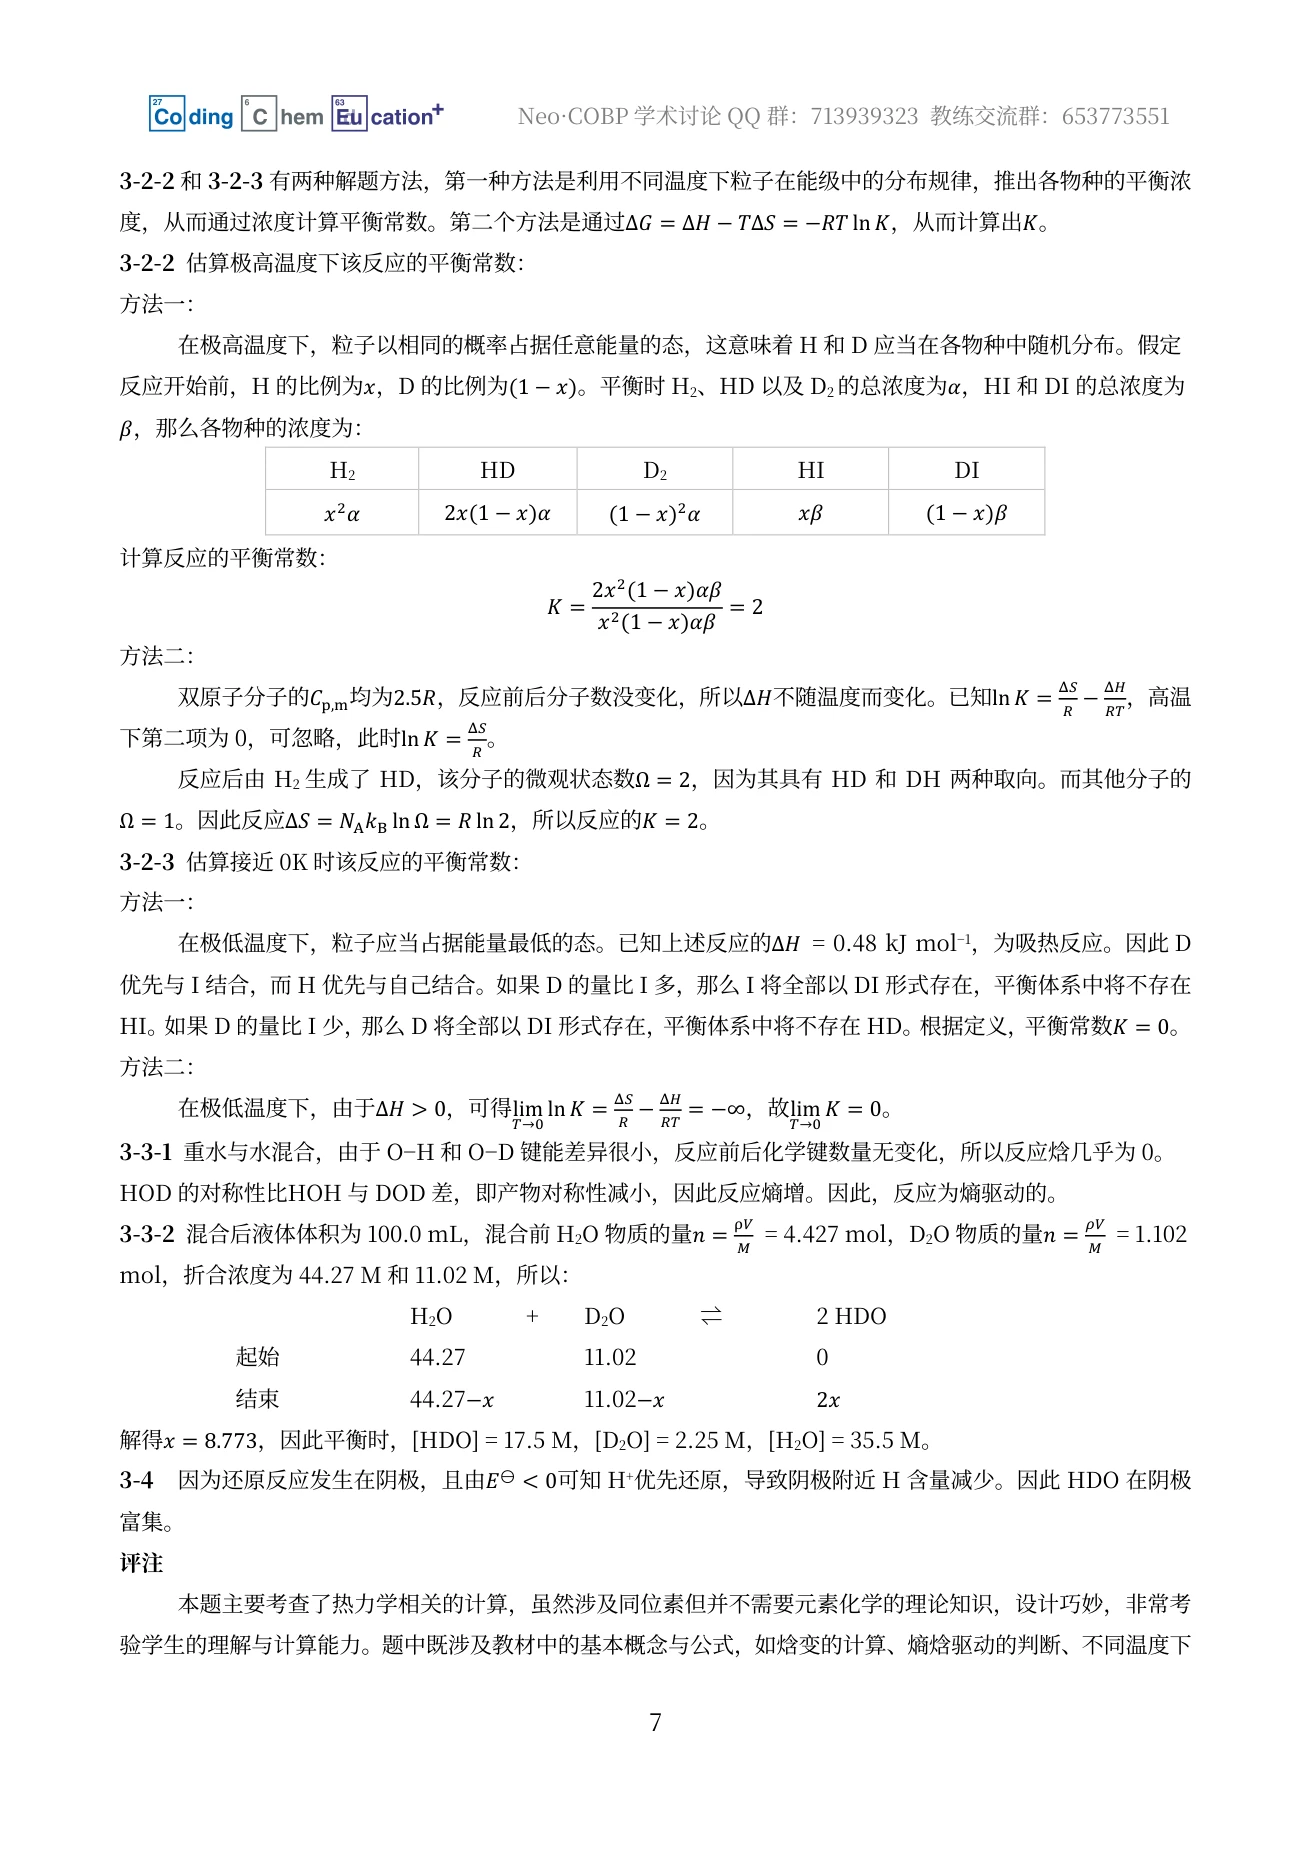 27 Co ding 6 C hem 63 Eu cation+ Neo·COBP 学术讨论 QQ 群：713939323 教练交流群：653773551
3-2-2 和 3-2-3 有两种解题方法，第一种方法是利用不同温度下粒子在能级中的分布规律，推出各物种的平衡浓
度，从而通过浓度计算平衡常数。第二个方法是通过ΔG = ΔH − TΔS = −RT ln K，从而计算出K。
3-2-2 估算极高温度下该反应的平衡常数：
方法一：
在极高温度下，粒子以相同的概率占据任意能量的态，这意味着 H 和 D 应当在各物种中随机分布。假定
反应开始前，H 的比例为x，D 的比例为(1 − x)。平衡时 H₂、HD 以及 D₂ 的总浓度为α，HI 和 DI 的总浓度为
β，那么各物种的浓度为：
H₂ HD D₂ HI DI
x²α 2x(1 − x)α (1 − x)²α xβ (1 − x)β
计算反应的平衡常数：
K = 2x²(1 − x)αβ / x²(1 − x)αβ = 2
方法二：
双原子分子的C_p,m均为2.5R，反应前后分子数没变化，所以ΔH不随温度而变化。已知ln K = ΔS/R − ΔH/RT，高温
下第二项为 0，可忽略，此时ln K = ΔS/R。
反应后由 H₂ 生成了 HD，该分子的微观状态数Ω = 2，因为其具有 HD 和 DH 两种取向。而其他分子的
Ω = 1。因此反应ΔS = N_A k_B ln Ω = R ln 2，所以反应的K = 2。
3-2-3 估算接近 0K 时该反应的平衡常数：
方法一：
在极低温度下，粒子应当占据能量最低的态。已知上述反应的ΔH = 0.48 kJ mol⁻¹，为吸热反应。因此 D
优先与 I 结合，而 H 优先与自己结合。如果 D 的量比 I 多，那么 I 将全部以 DI 形式存在，平衡体系中将不存在
HI。如果 D 的量比 I 少，那么 D 将全部以 DI 形式存在，平衡体系中将不存在 HD。根据定义，平衡常数K = 0。
方法二：
在极低温度下，由于ΔH > 0，可得lim T→0 ln K = ΔS/R − ΔH/RT = −∞，故lim T→0 K = 0。
3-3-1 重水与水混合，由于 O–H 和 O–D 键能差异很小，反应前后化学键数量无变化，所以反应焓几乎为 0。
HOD 的对称性比HOH 与 DOD 差，即产物对称性减小，因此反应熵增。因此，反应为熵驱动的。
3-3-2 混合后液体体积为 100.0 mL，混合前 H₂O 物质的量n = ρV/M = 4.427 mol，D₂O 物质的量n = ρV/M = 1.102
mol，折合浓度为 44.27 M 和 11.02 M，所以：
H₂O + D₂O ⇌ 2 HDO
起始 44.27 11.02 0
结束 44.27−x 11.02−x 2x
解得x = 8.773，因此平衡时，[HDO] = 17.5 M，[D₂O] = 2.25 M，[H₂O] = 35.5 M。
3-4 因为还原反应发生在阴极，且由E⊖ < 0可知 H⁺优先还原，导致阴极附近 H 含量减少。因此 HDO 在阴极
富集。
评注
本题主要考查了热力学相关的计算，虽然涉及同位素但并不需要元素化学的理论知识，设计巧妙，非常考
验学生的理解与计算能力。题中既涉及教材中的基本概念与公式，如焓变的计算、熵焓驱动的判断、不同温度下
7